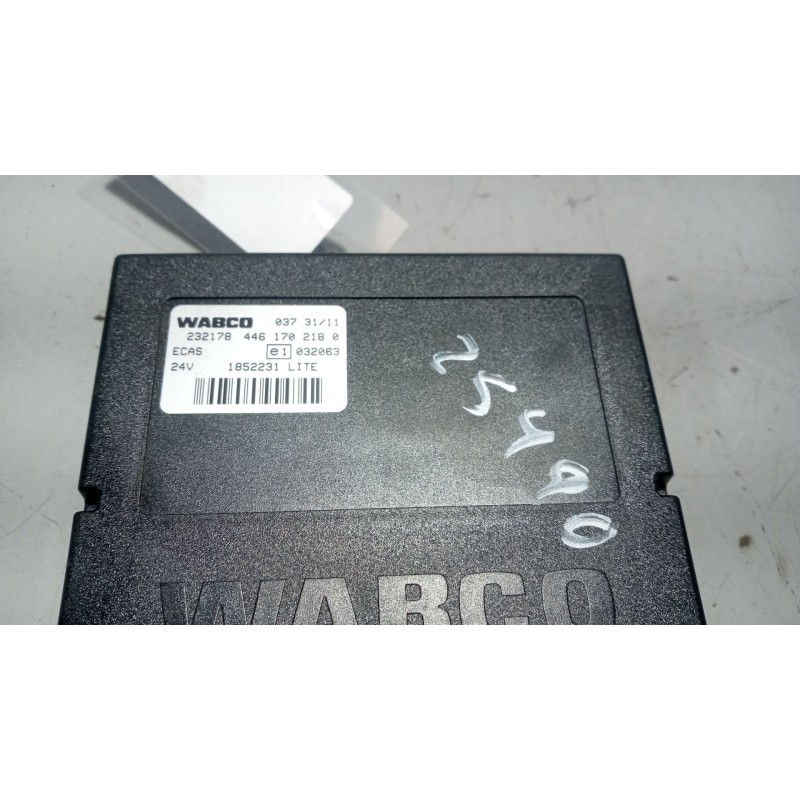 WABCO 037 31/11
232178 446 170 218 0
ECAS e1 032063
24V 1852231 LITE
25490
WABCO